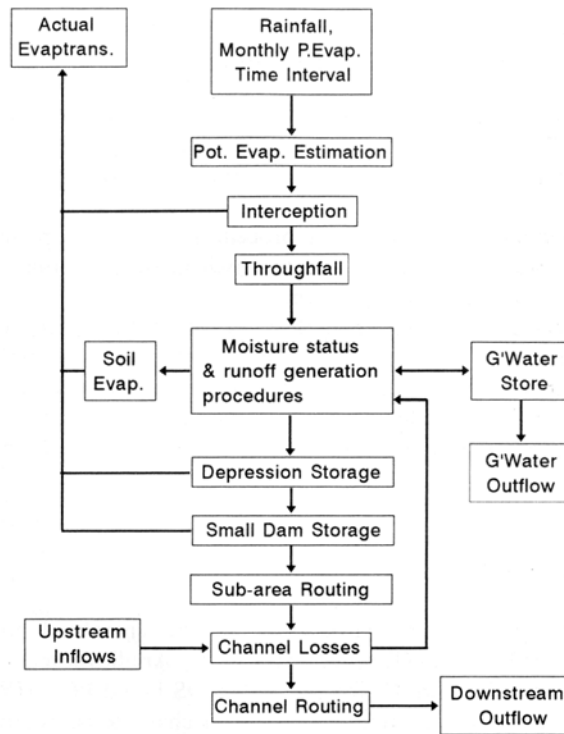 Actual
Evaptrans.
Rainfall,
Monthly P.Evap.
Time Interval
Pot. Evap. Estimation
Interception
Throughfall
Soil
Evap.
Moisture status
& runoff generation
procedures
G'Water
Store
G'Water
Outflow
Depression Storage
Small Dam Storage
Sub-area Routing
Upstream
Inflows
Channel Losses
Channel Routing
Downstream
Outflow